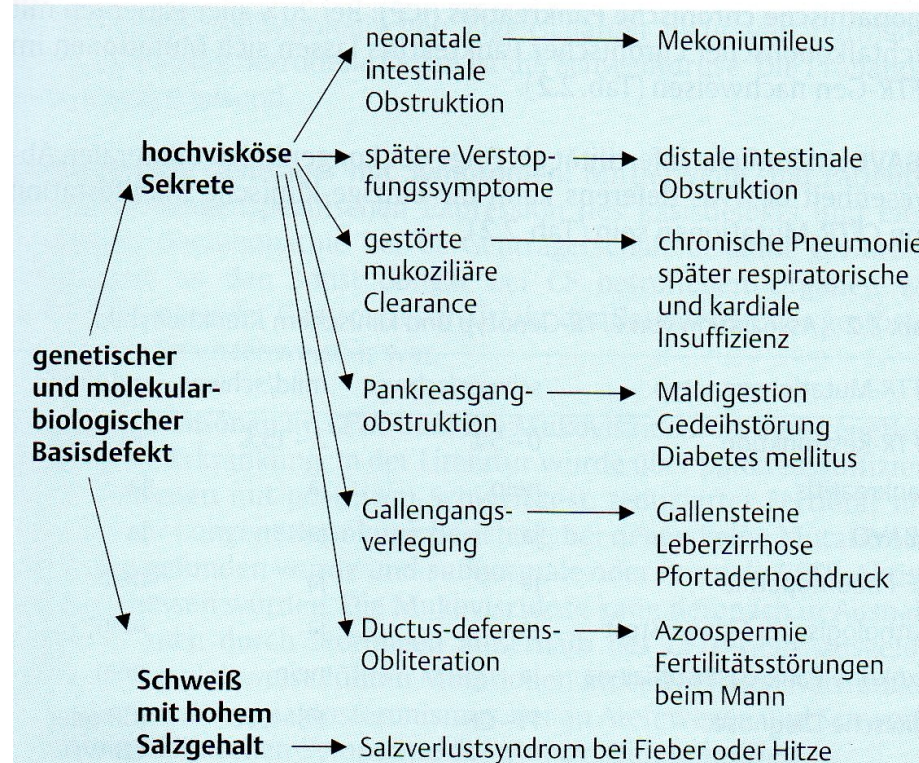 neonatale
intestinale
Obstruktion
Mekoniumileus
hochvisköse
Sekrete
spätere Verstop-
fungssymptome
distale intestinale
Obstruktion
gestörte
mukoziliäre
Clearance
chronische Pneumonie
später respiratorische
und kardiale
Insuffizienz
genetischer
und molekular-
biologischer
Basisdefekt
Pankreasgang-
obstruktion
Maldigestion
Gedeihstörung
Diabetes mellitus
Gallengangs-
verlegung
Gallensteine
Leberzirrhose
Pfortaderhochdruck
Ductus-deferens-
Obliteration
Azoospermie
Fertilitätsstörungen
beim Mann
Schweiß
mit hohem
Salzgehalt
Salzverlustsyndrom bei Fieber oder Hitze